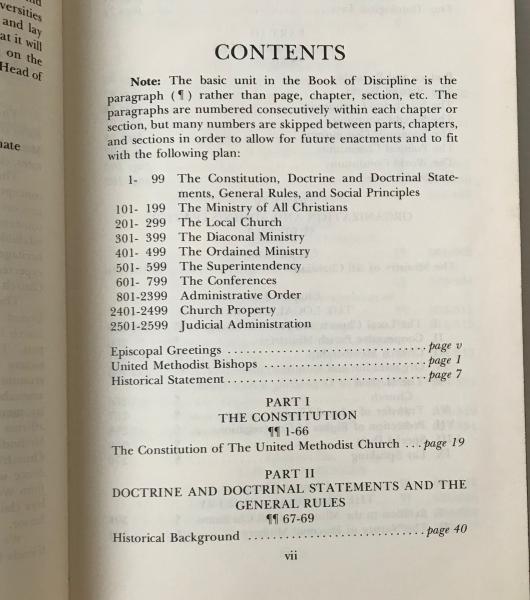 versities
and lay
at it will
on the
Head of
CONTENTS
Note: The basic unit in the Book of Discipline is the
paragraph (¶) rather than page, chapter, section, etc. The
paragraphs are numbered consecutively within each chapter or
section, but many numbers are skipped between parts, chapters,
and sections in order to allow for future enactments and to fit
with the following plan:
1- 99 The Constitution, Doctrine and Doctrinal State-
ments, General Rules, and Social Principles
101- 199 The Ministry of All Christians
201- 299 The Local Church
301- 399 The Diaconal Ministry
401- 499 The Ordained Ministry
501- 599 The Superintendency
601- 799 The Conferences
801-2399 Administrative Order
2401-2499 Church Property
2501-2599 Judicial Administration
Episcopal Greetings ................................ page v
United Methodist Bishops .......................... page 1
Historical Statement ................................ page 7
PART I
THE CONSTITUTION
¶¶ 1-66
The Constitution of The United Methodist Church ... page 19
PART II
DOCTRINE AND DOCTRINAL STATEMENTS AND THE
GENERAL RULES
¶¶ 67-69
Historical Background ............................ page 40
vii